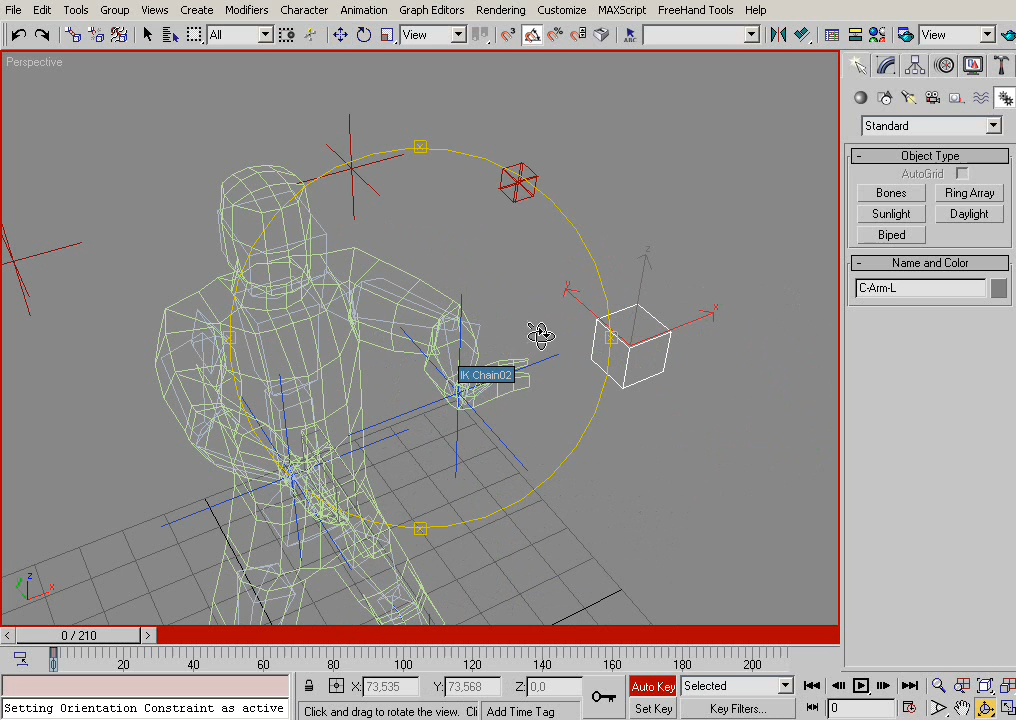 File Edit Tools Group Views Create Modifiers Character Animation Graph Editors Rendering Customize MAXScript FreeHand Tools Help
All View 3 % ABC View
Perspective
Standard
- Object Type
AutoGrid
Bones Ring Array
Sunlight Daylight
Biped
- Name and Color
C-Arm-L
z
y
x
IK Chain02
z
x
< 0 / 210 >
0 20 40 60 80 100 120 140 160 180 200
X: 73,535 Y: 73,568 Z: 0,0 Auto Key Selected
Setting Orientation Constraint as active
Click and drag to rotate the view. Cli Add Time Tag Set Key Key Filters... 0